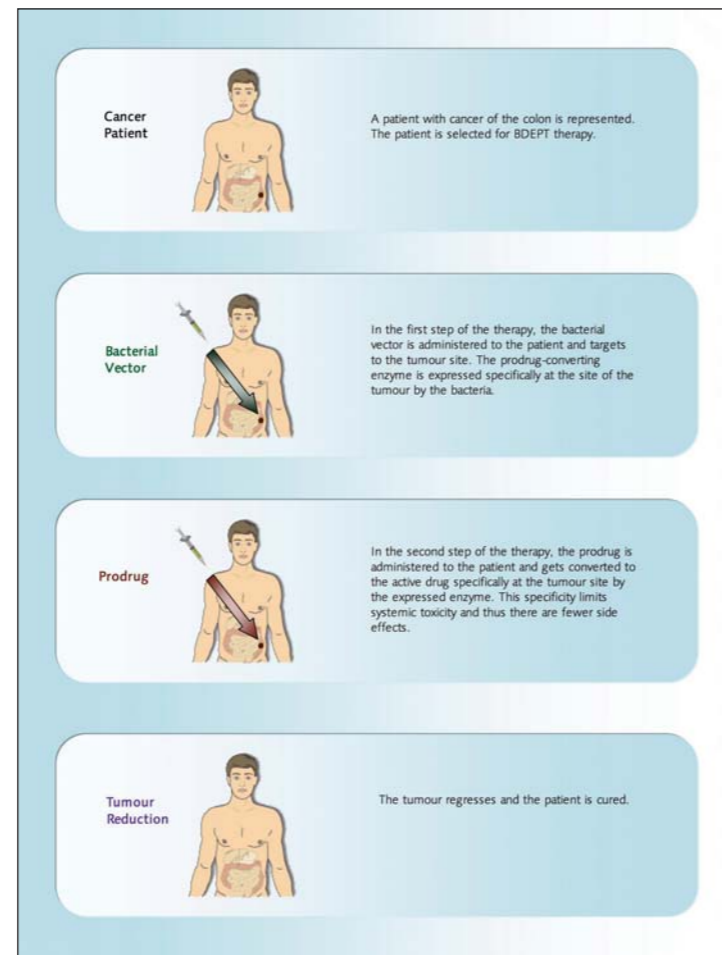 Cancer
Patient
A patient with cancer of the colon is represented.
The patient is selected for BDEPT therapy.
Bacterial
Vector
In the first step of the therapy, the bacterial
vector is administered to the patient and targets
to the tumour site. The prodrug-converting
enzyme is expressed specifically at the site of the
tumour by the bacteria.
Prodrug
In the second step of the therapy, the prodrug is
administered to the patient and gets converted to
the active drug specifically at the tumour site by
the expressed enzyme. This specificity limits
systemic toxicity and thus there are fewer side
effects.
Tumour
Reduction
The tumour regresses and the patient is cured.